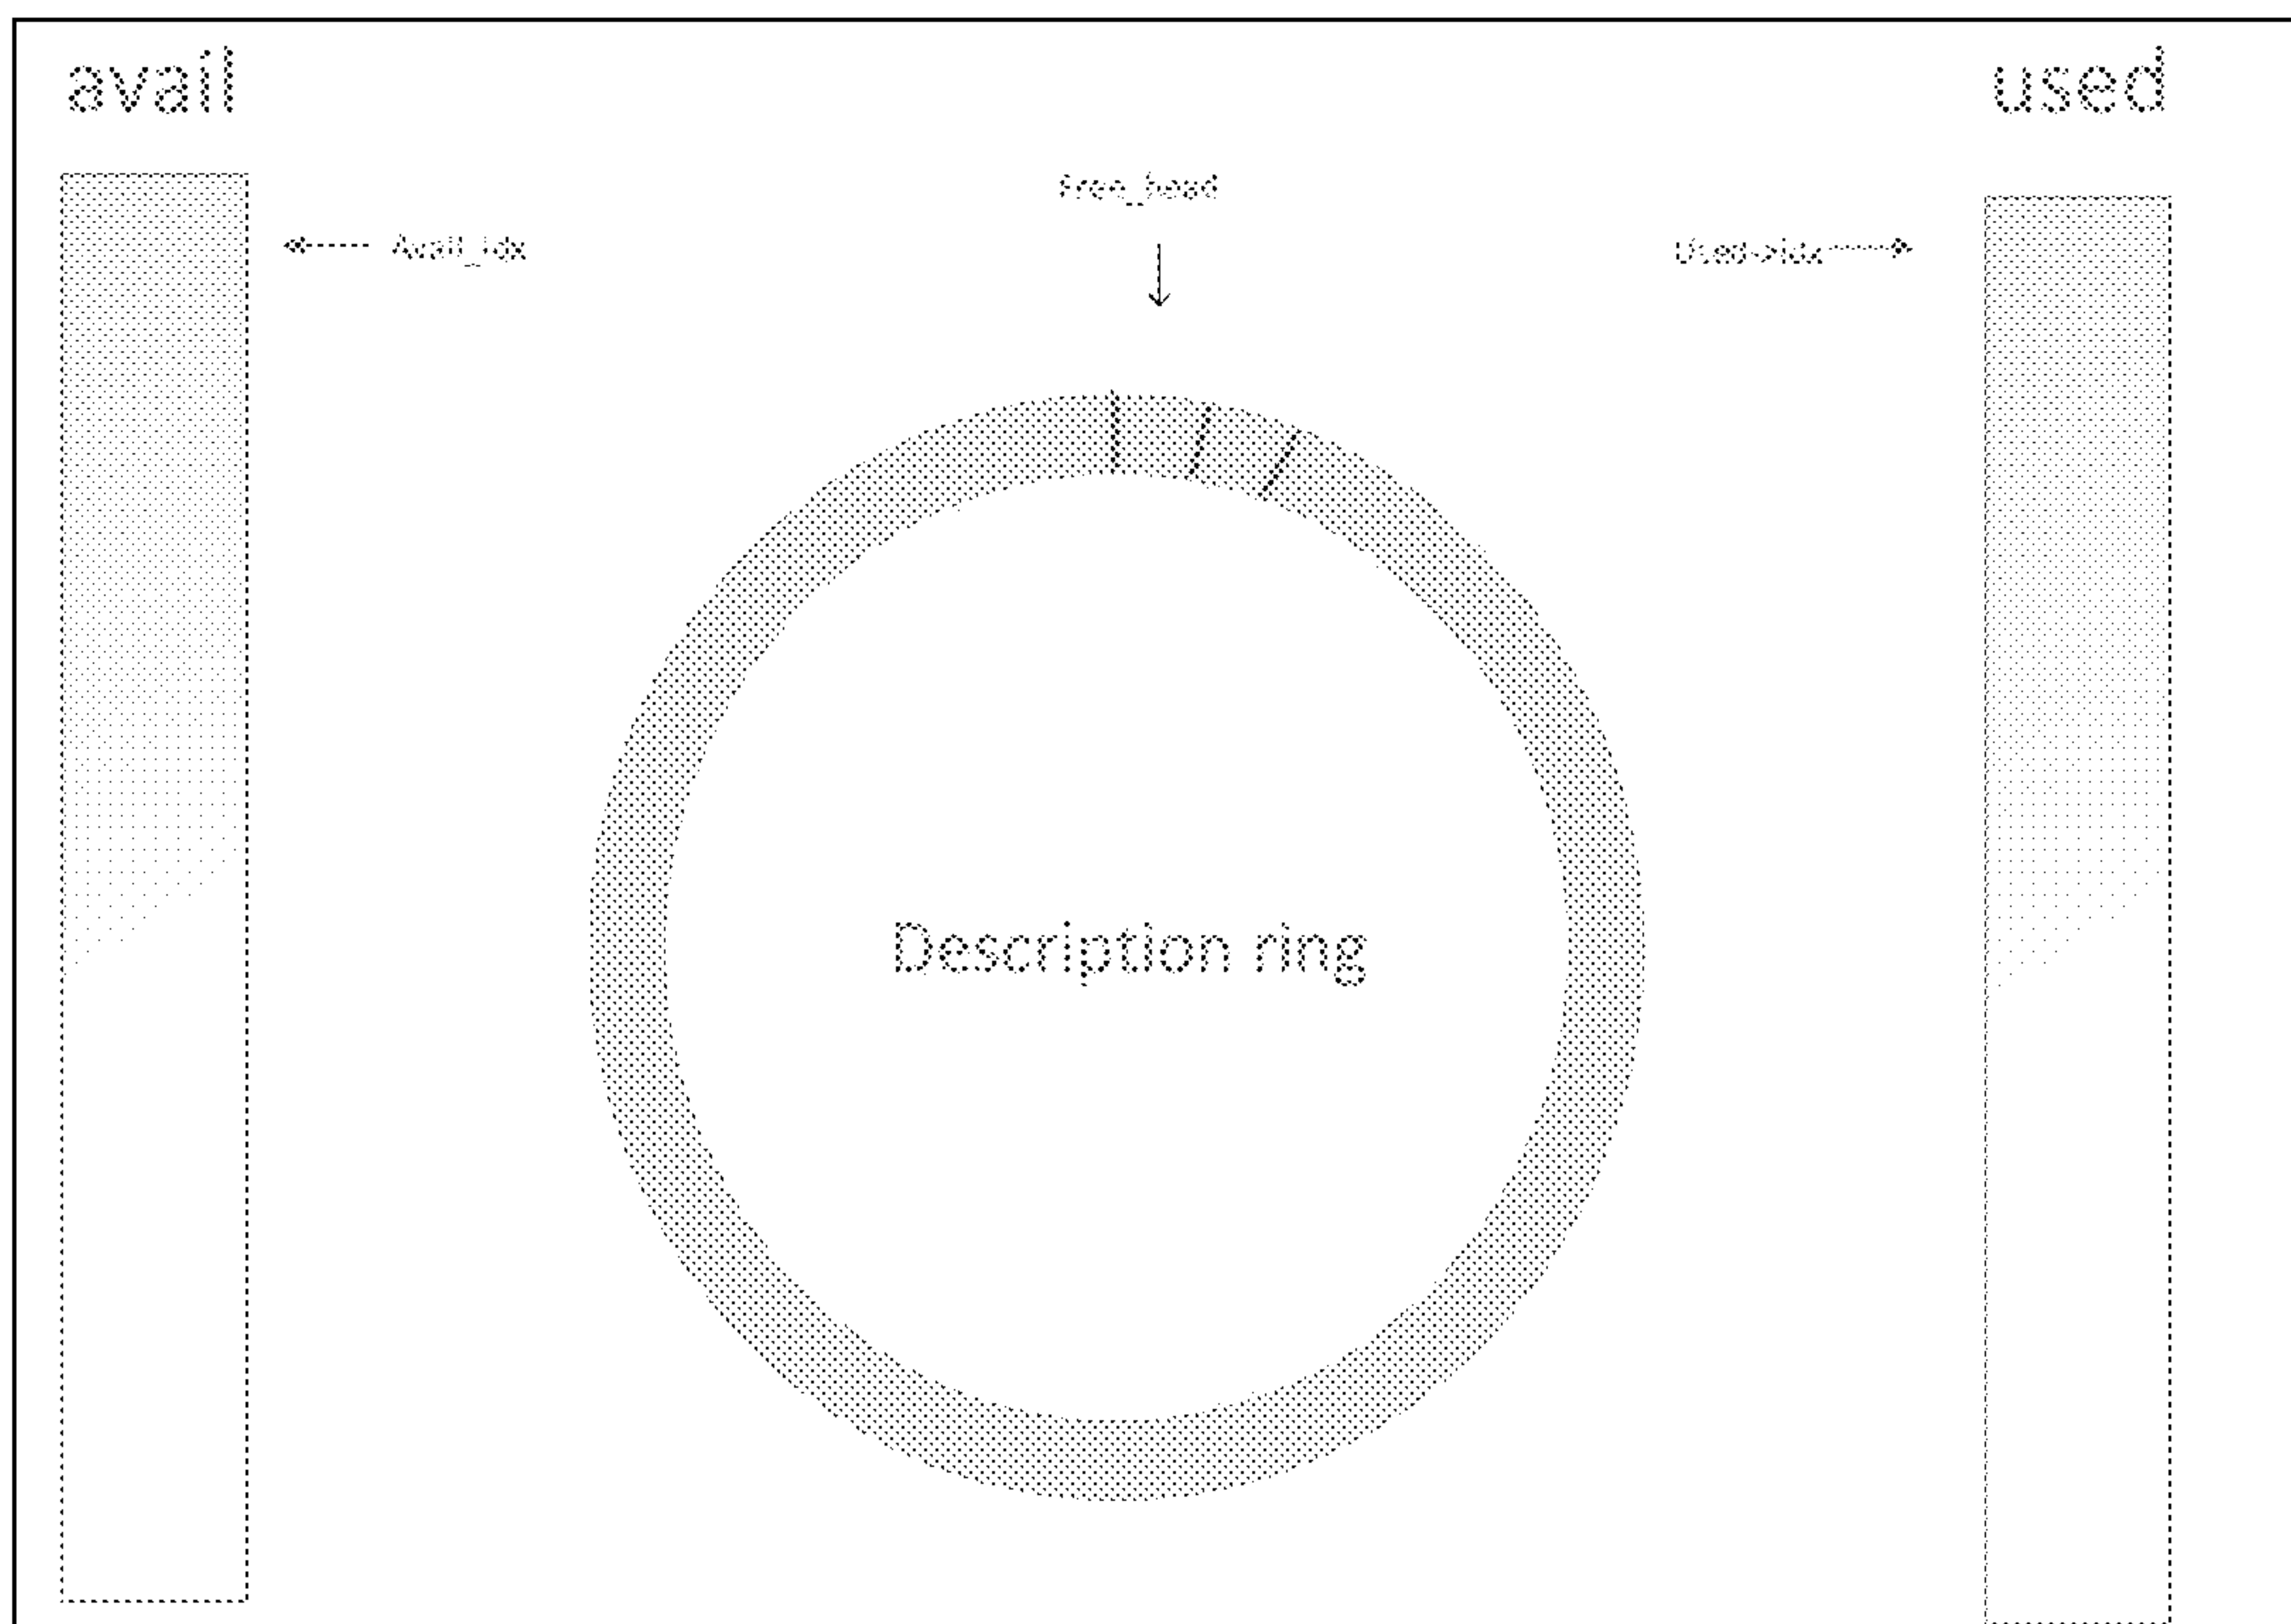 avail
used
Free_head
Avail_idx
Used->idx
Description ring